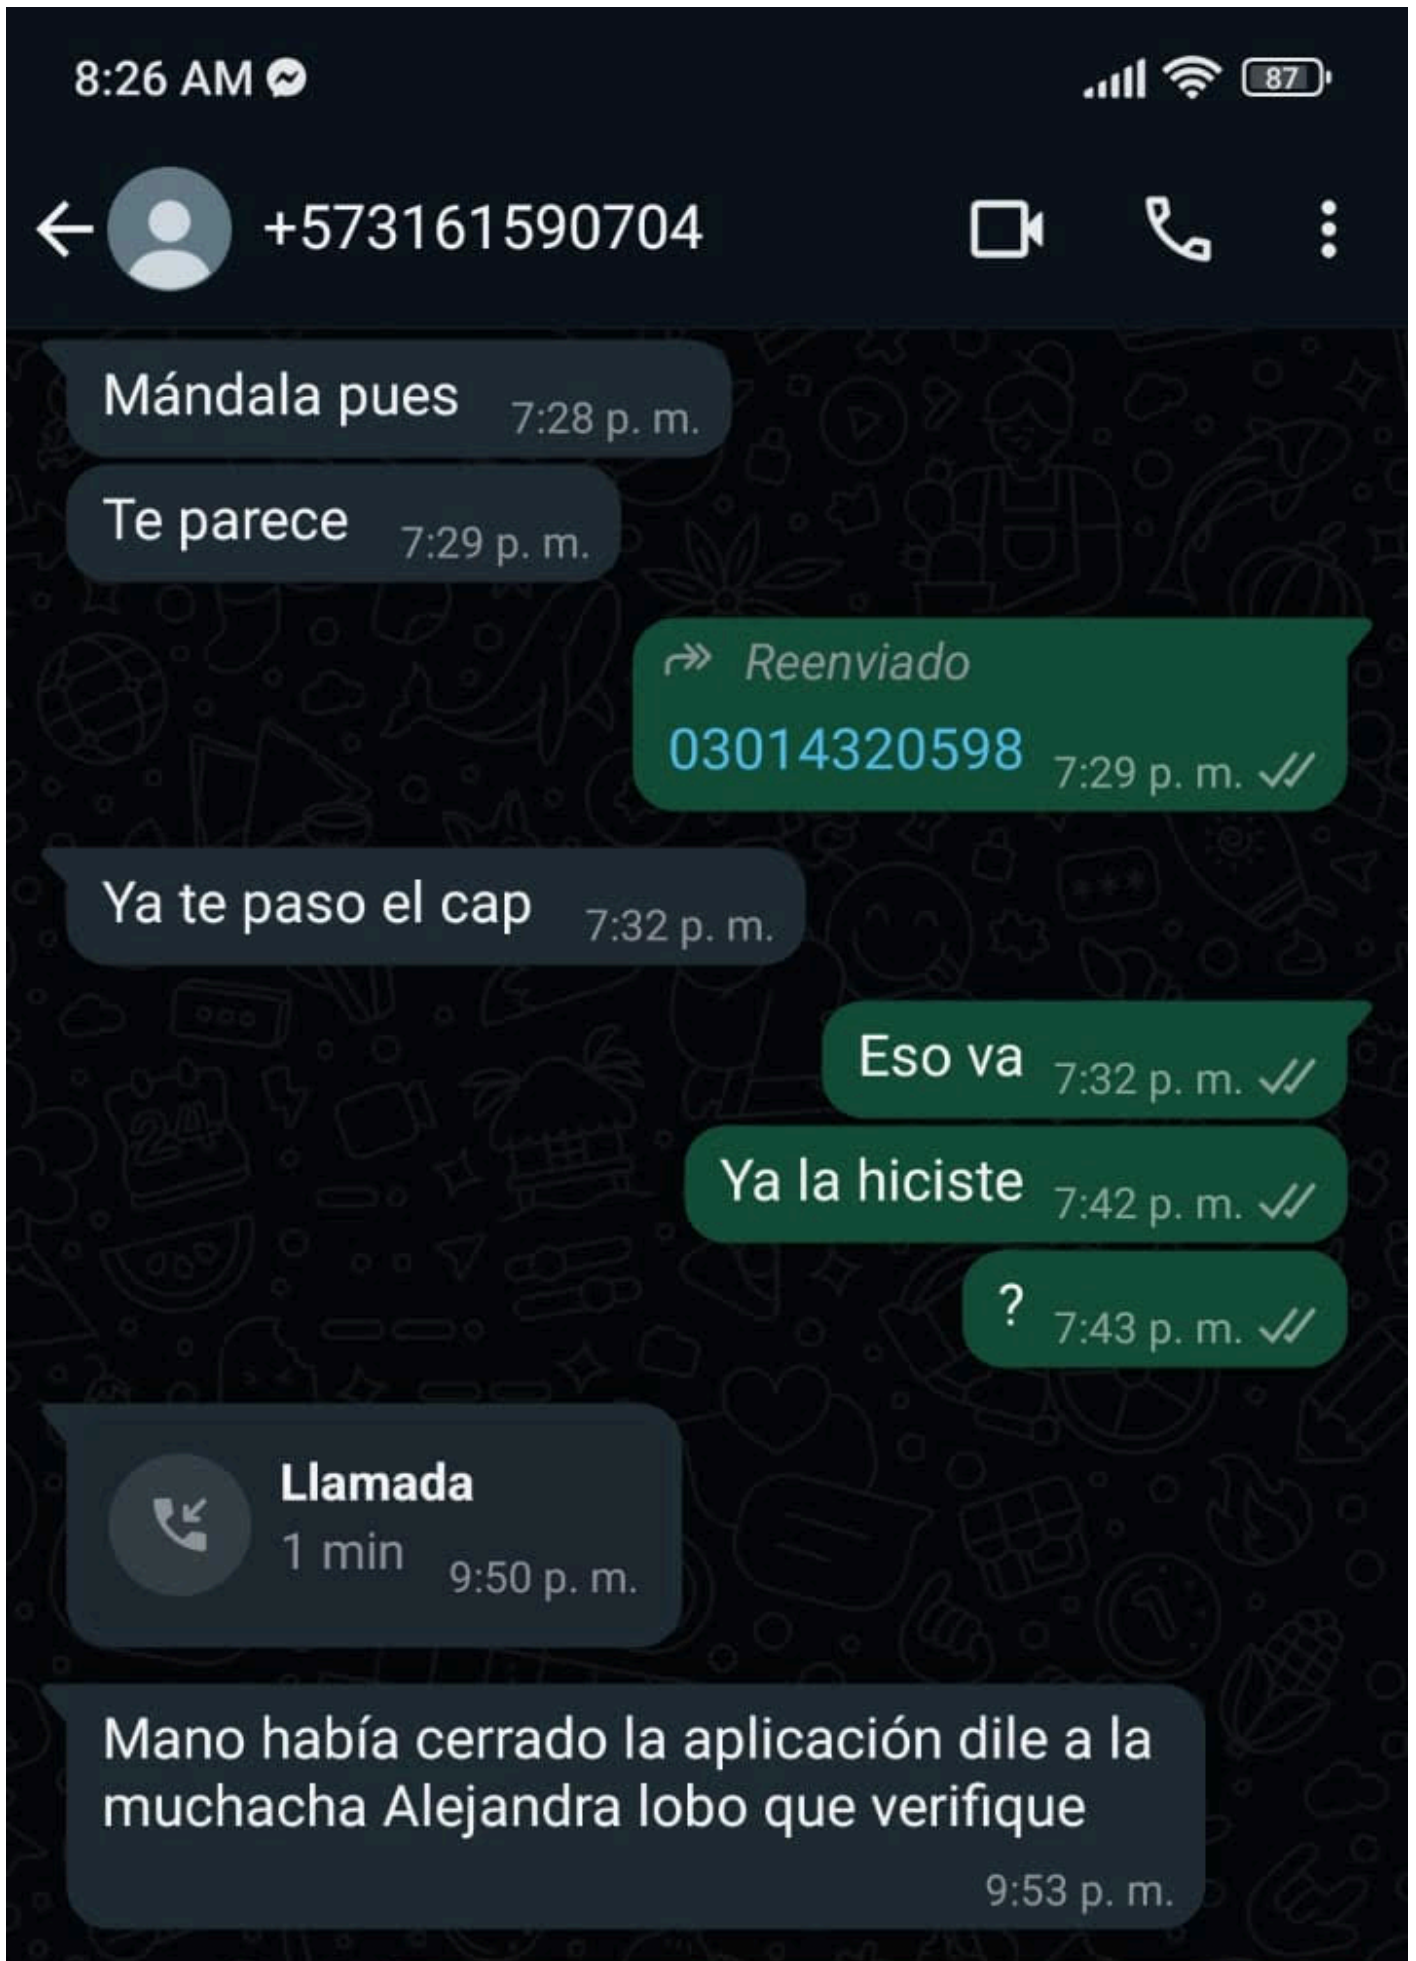 8:26 AM
87
+573161590704
Mándala pues 7:28 p. m.
Te parece 7:29 p. m.
Reenviado
03014320598 7:29 p. m.
Ya te paso el cap 7:32 p. m.
Eso va 7:32 p. m.
Ya la hiciste 7:42 p. m.
? 7:43 p. m.
Llamada
1 min 9:50 p. m.
Mano había cerrado la aplicación dile a la
muchacha Alejandra lobo que verifique
9:53 p. m.